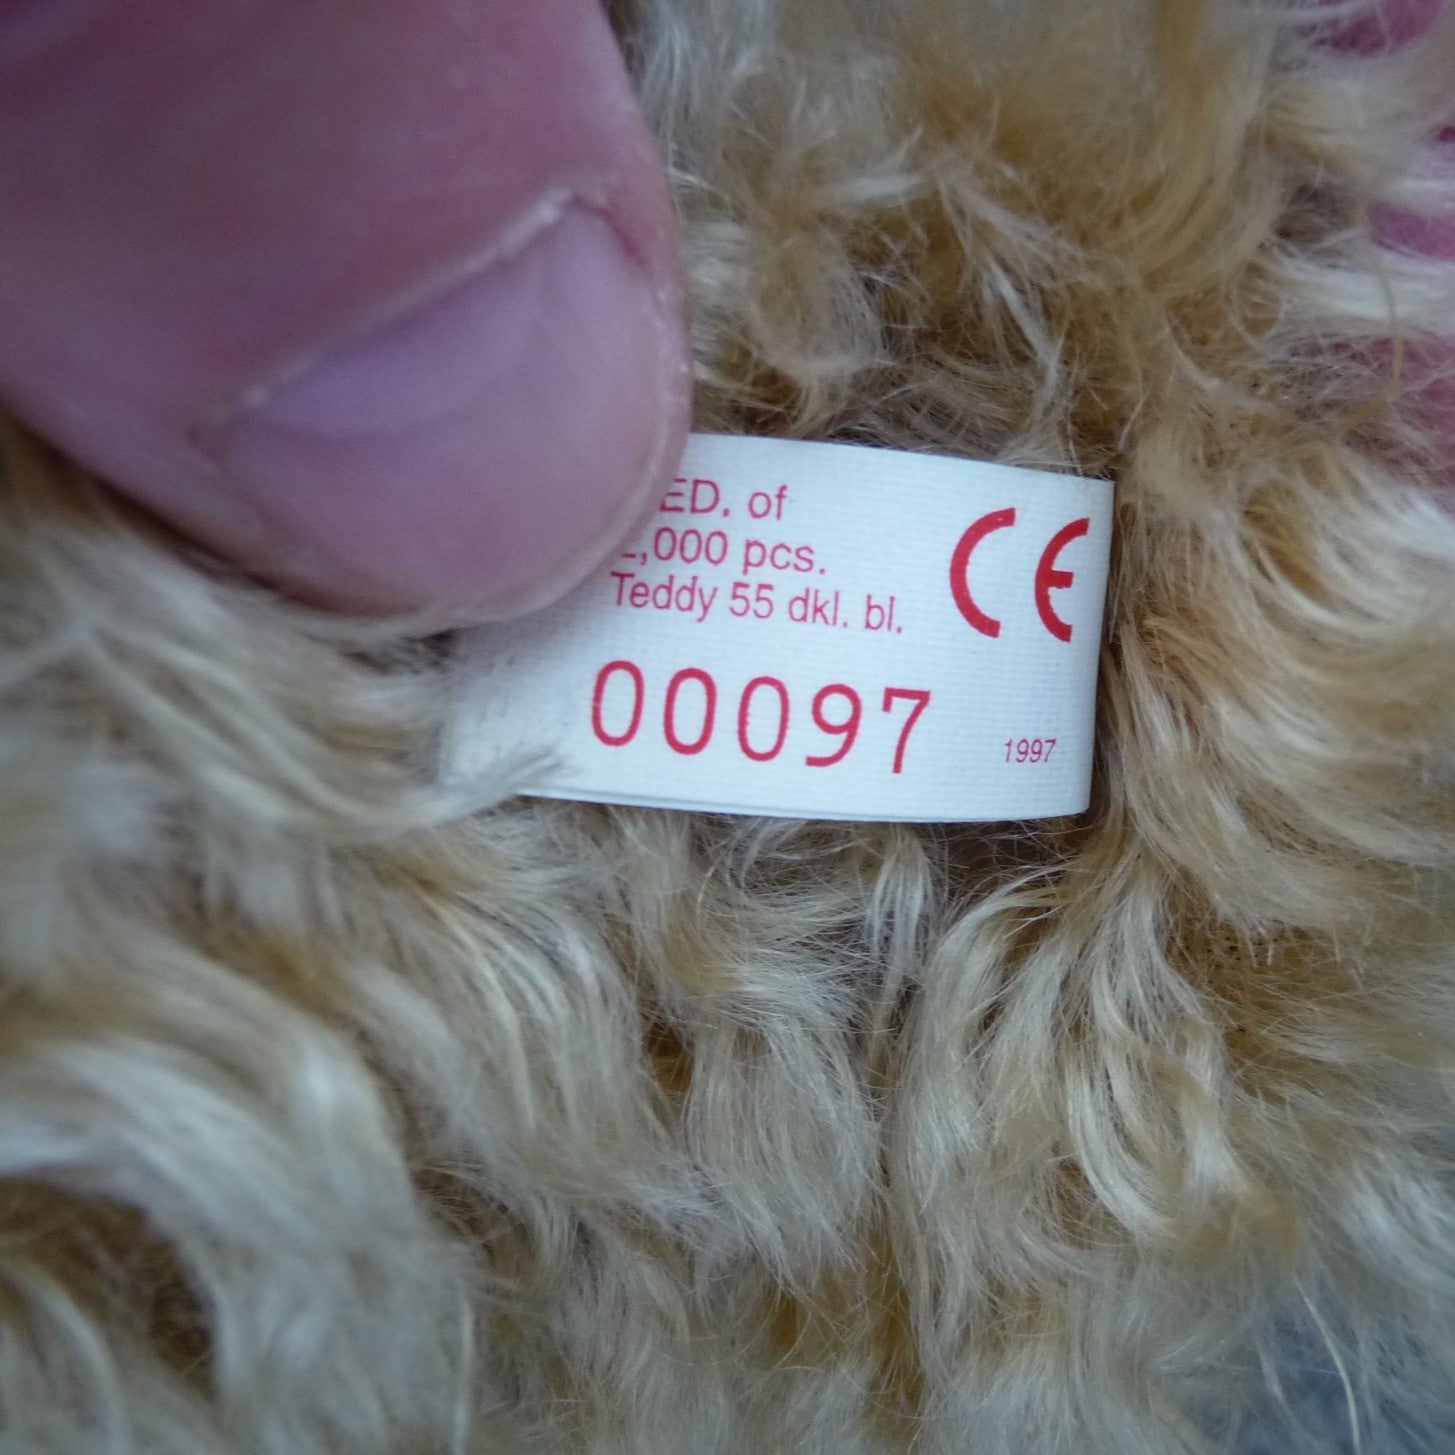 ED. of
,000 pcs.
Teddy 55 dkl. bl.
CE
00097
1997